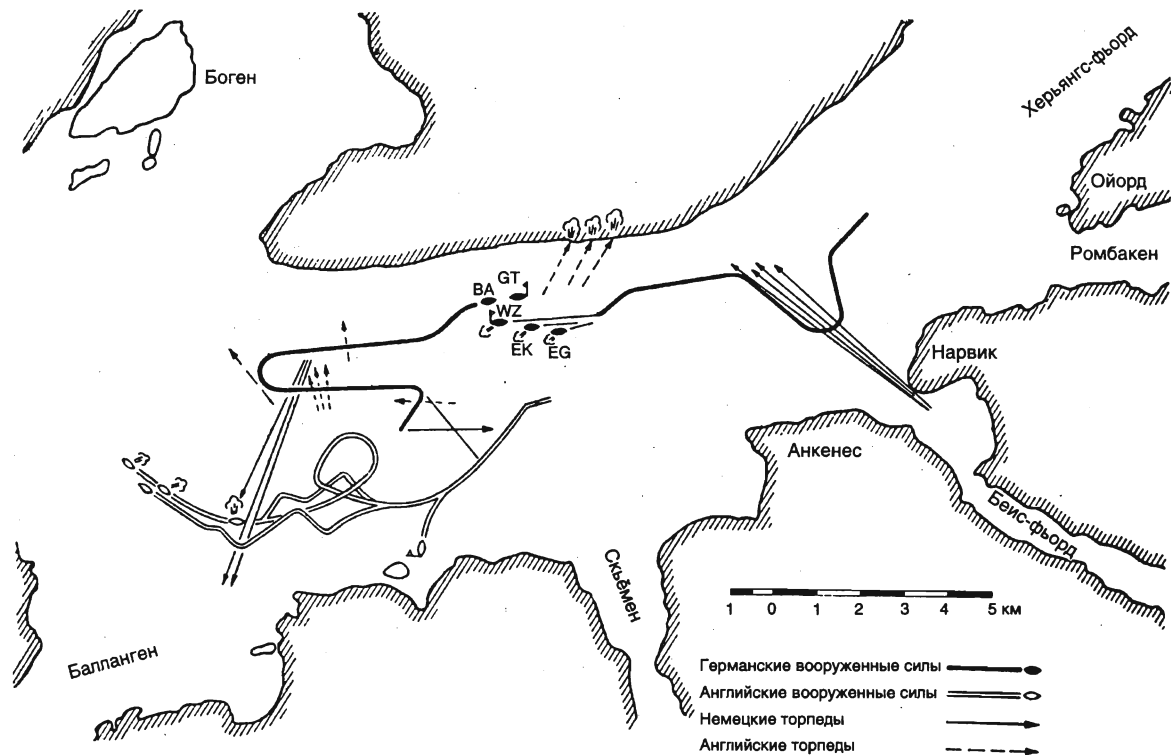 Боген
Херьянгс-фьорд
Ойорд
Ромбакен
GT
BA
WZ
EK
EG
Нарвик
Анкенес
Бейс-фьорд
Скьёмен
Балланген
1 0 1 2 3 4 5 км
Германские вооруженные силы
Английские вооруженные силы
Немецкие торпеды
Английские торпеды